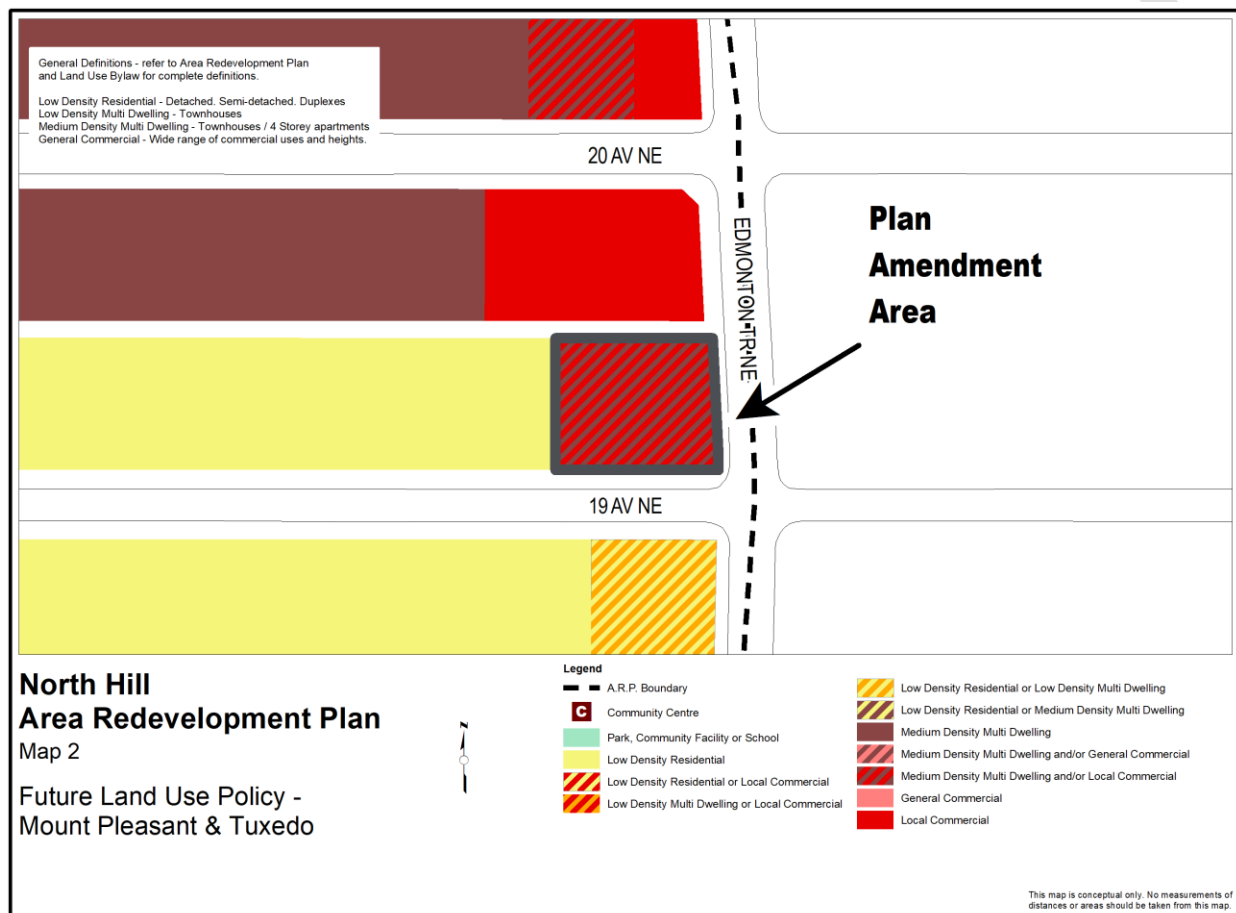 General Definitions - refer to Area Redevelopment Plan
and Land Use Bylaw for complete definitions.
Low Density Residential - Detached. Semi-detached. Duplexes
Low Density Multi Dwelling - Townhouses
Medium Density Multi Dwelling - Townhouses / 4 Storey apartments
General Commercial - Wide range of commercial uses and heights.
20 AV NE
EDMONTON TR NE
Plan
Amendment
Area
19 AV NE
North Hill
Area Redevelopment Plan
Map 2
Future Land Use Policy -
Mount Pleasant & Tuxedo
N
Legend
A.R.P. Boundary
C Community Centre
Park, Community Facility or School
Low Density Residential
Low Density Residential or Local Commercial
Low Density Multi Dwelling or Local Commercial
Low Density Residential or Low Density Multi Dwelling
Low Density Residential or Medium Density Multi Dwelling
Medium Density Multi Dwelling
Medium Density Multi Dwelling and/or General Commercial
Medium Density Multi Dwelling and/or Local Commercial
General Commercial
Local Commercial
This map is conceptual only. No measurements of
distances or areas should be taken from this map.